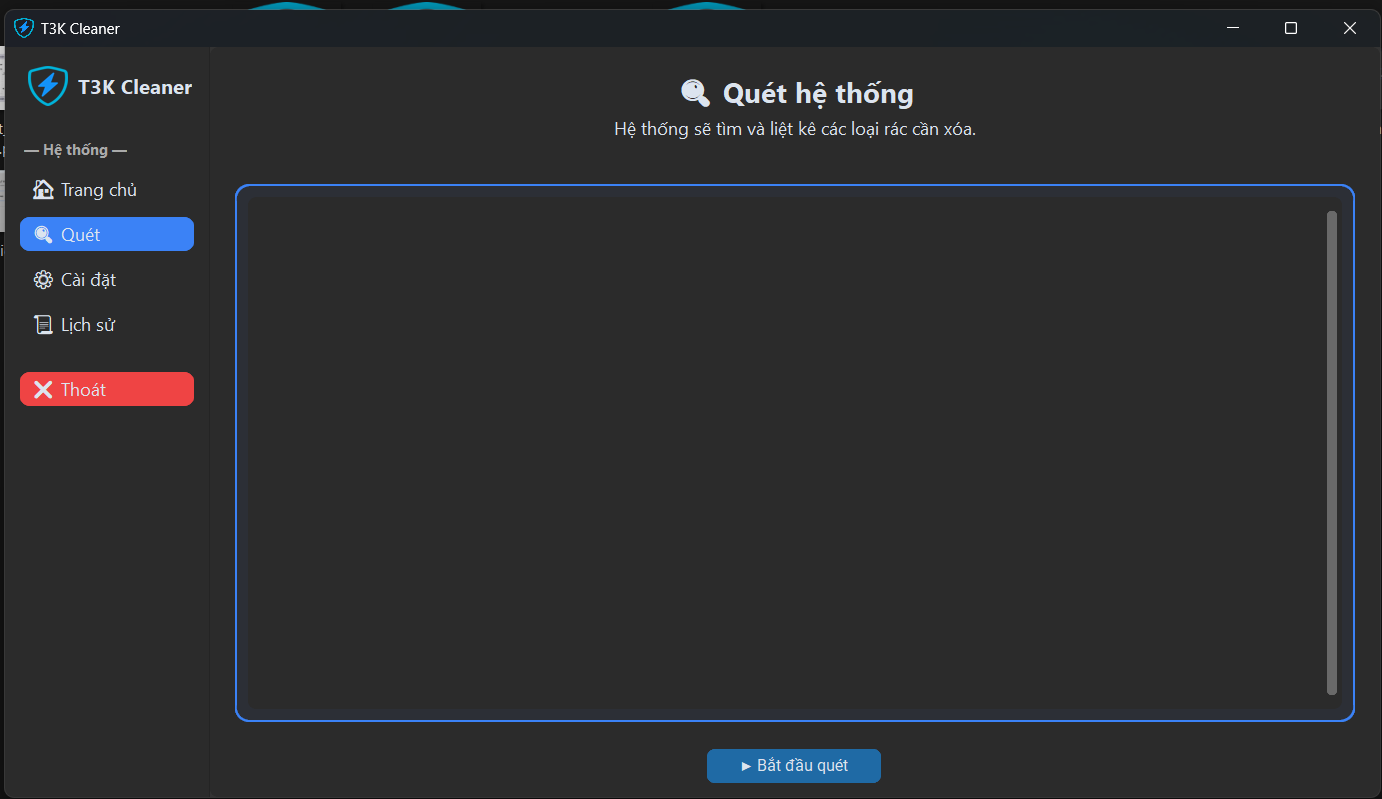 T3K Cleaner
T3K Cleaner
— Hệ thống —
Trang chủ
Quét
Cài đặt
Lịch sử
Thoát
Quét hệ thống
Hệ thống sẽ tìm và liệt kê các loại rác cần xóa.
► Bắt đầu quét